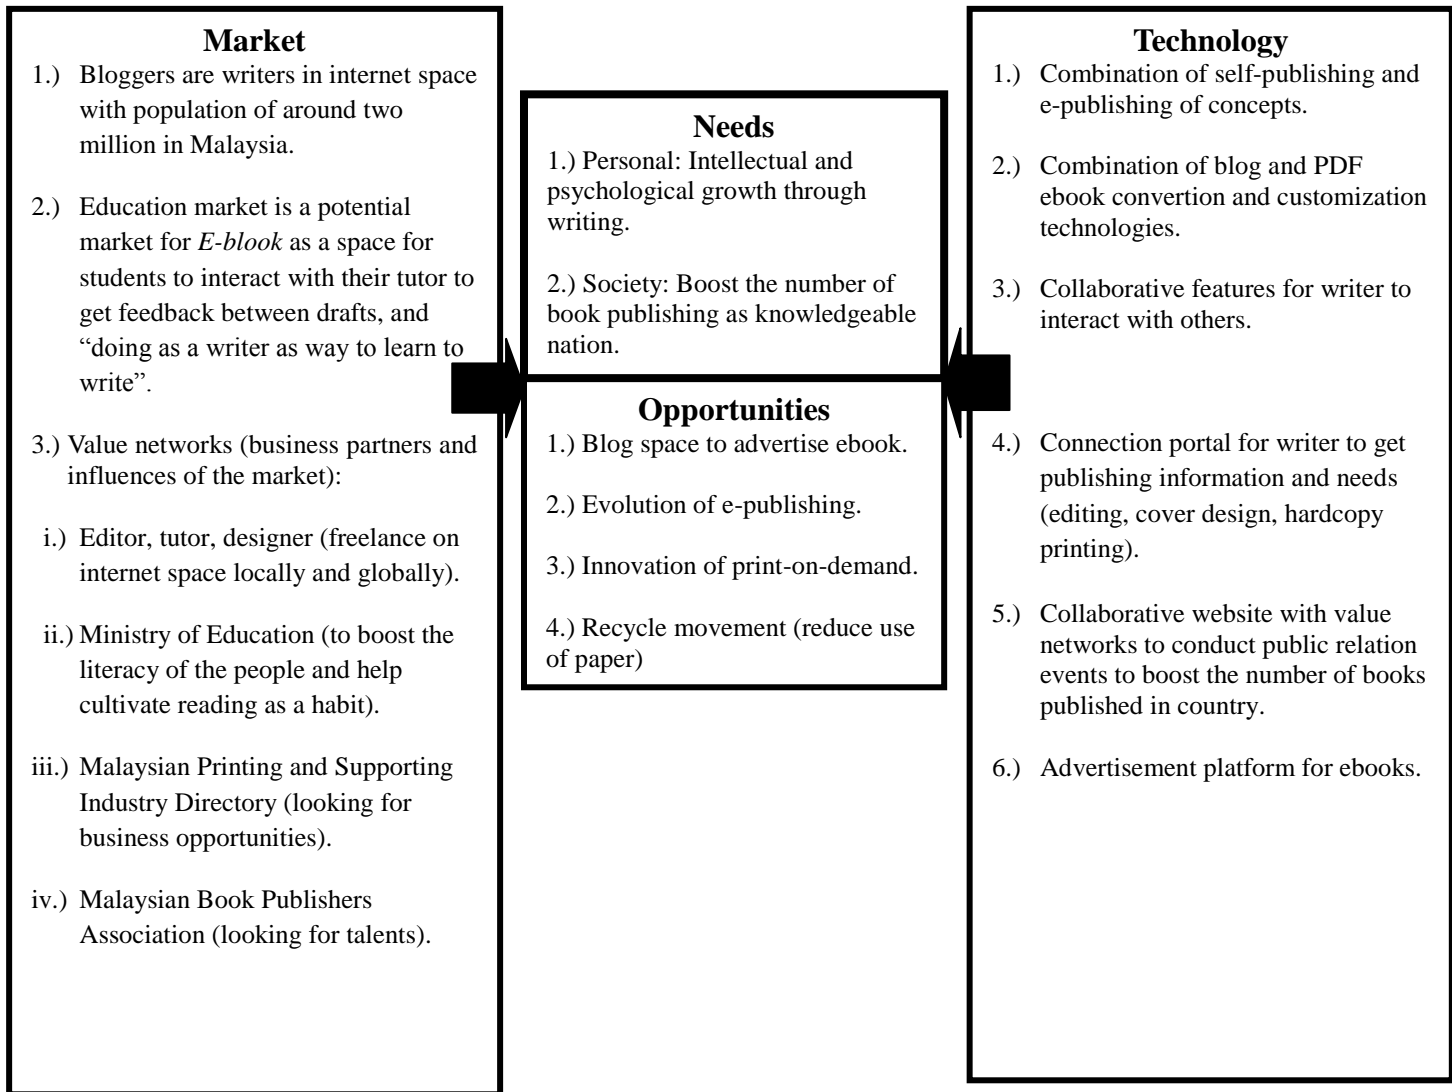 Market
1.) Bloggers are writers in internet space
with population of around two
million in Malaysia.
2.) Education market is a potential
market for E-blook as a space for
students to interact with their tutor to
get feedback between drafts, and
“doing as a writer as way to learn to
write”.
3.) Value networks (business partners and
influences of the market):
i.) Editor, tutor, designer (freelance on
internet space locally and globally).
ii.) Ministry of Education (to boost the
literacy of the people and help
cultivate reading as a habit).
iii.) Malaysian Printing and Supporting
Industry Directory (looking for
business opportunities).
iv.) Malaysian Book Publishers
Association (looking for talents).
Needs
1.) Personal: Intellectual and
psychological growth through
writing.
2.) Society: Boost the number of
book publishing as knowledgeable
nation.
Opportunities
1.) Blog space to advertise ebook.
2.) Evolution of e-publishing.
3.) Innovation of print-on-demand.
4.) Recycle movement (reduce use
of paper)
Technology
1.) Combination of self-publishing and
e-publishing of concepts.
2.) Combination of blog and PDF
ebook convertion and customization
technologies.
3.) Collaborative features for writer to
interact with others.
4.) Connection portal for writer to get
publishing information and needs
(editing, cover design, hardcopy
printing).
5.) Collaborative website with value
networks to conduct public relation
events to boost the number of books
published in country.
6.) Advertisement platform for ebooks.